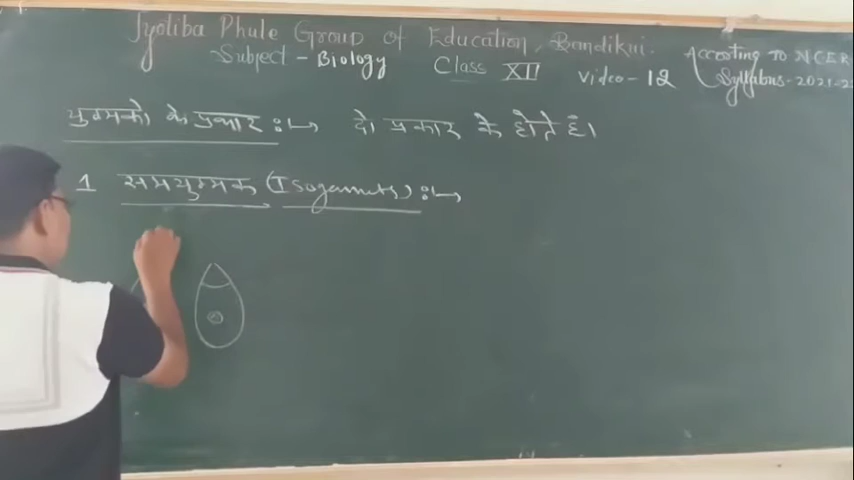 Jyotiba Phule Group of Education, Bandikui.
Subject - Biology Class XII Video - 12
According To NCER
Syllabus - 2021-2
युग्मको के प्रकार :-> दो प्रकार के होते है।
1 समयुग्मक (Isogamets) :->